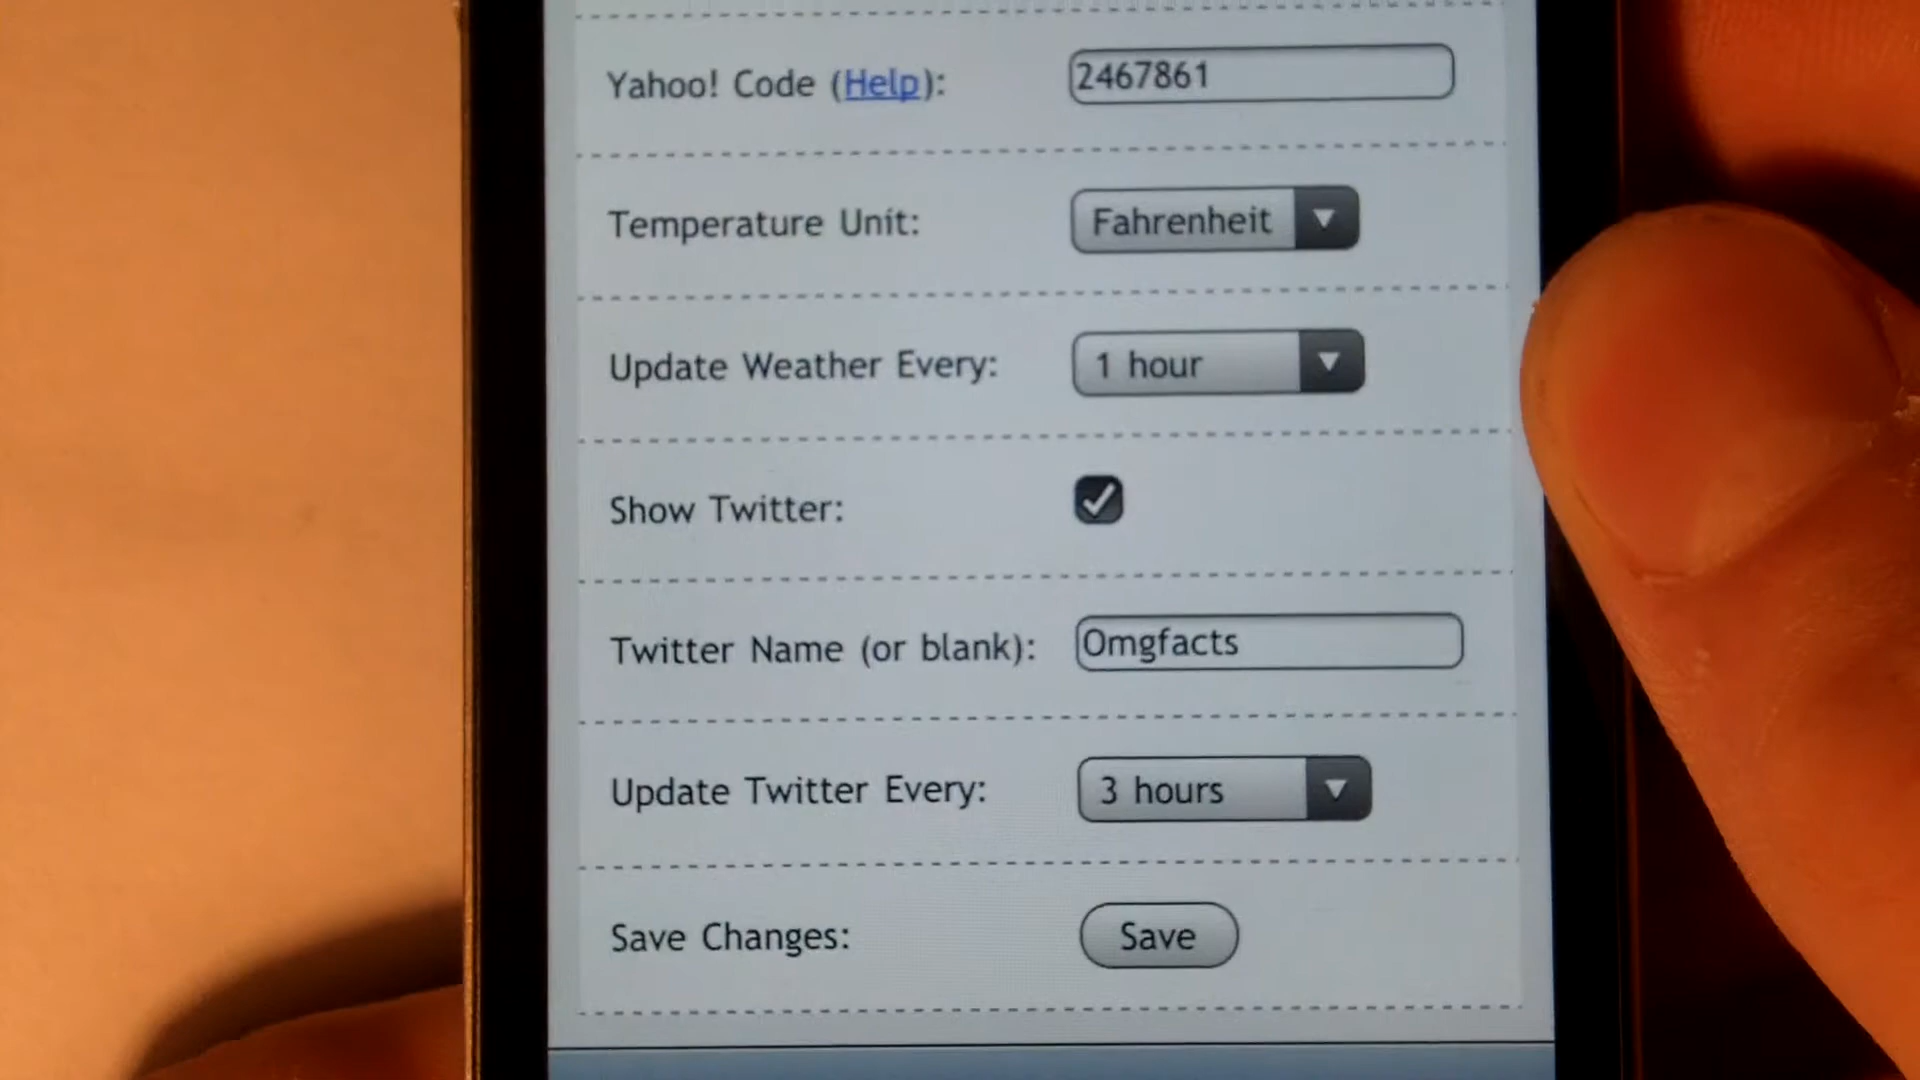 Yahoo! Code (Help): 2467861
Temperature Unit: Fahrenheit
Update Weather Every: 1 hour
Show Twitter:
Twitter Name (or blank): Omgfacts
Update Twitter Every: 3 hours
Save Changes: Save